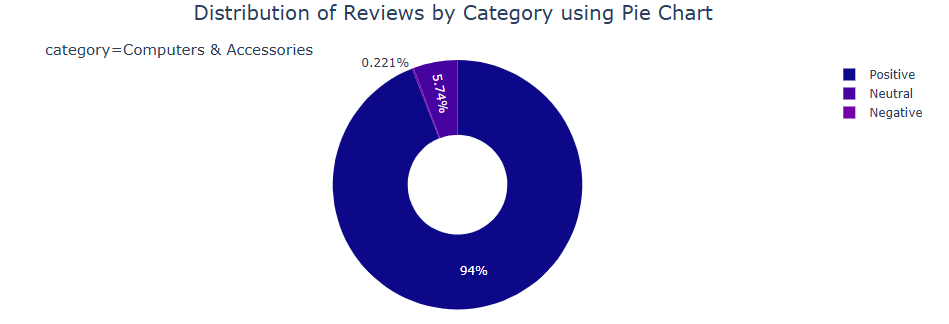 Distribution of Reviews by Category using Pie Chart
category=Computers & Accessories
0.221%
5.74%
94%
Positive
Neutral
Negative